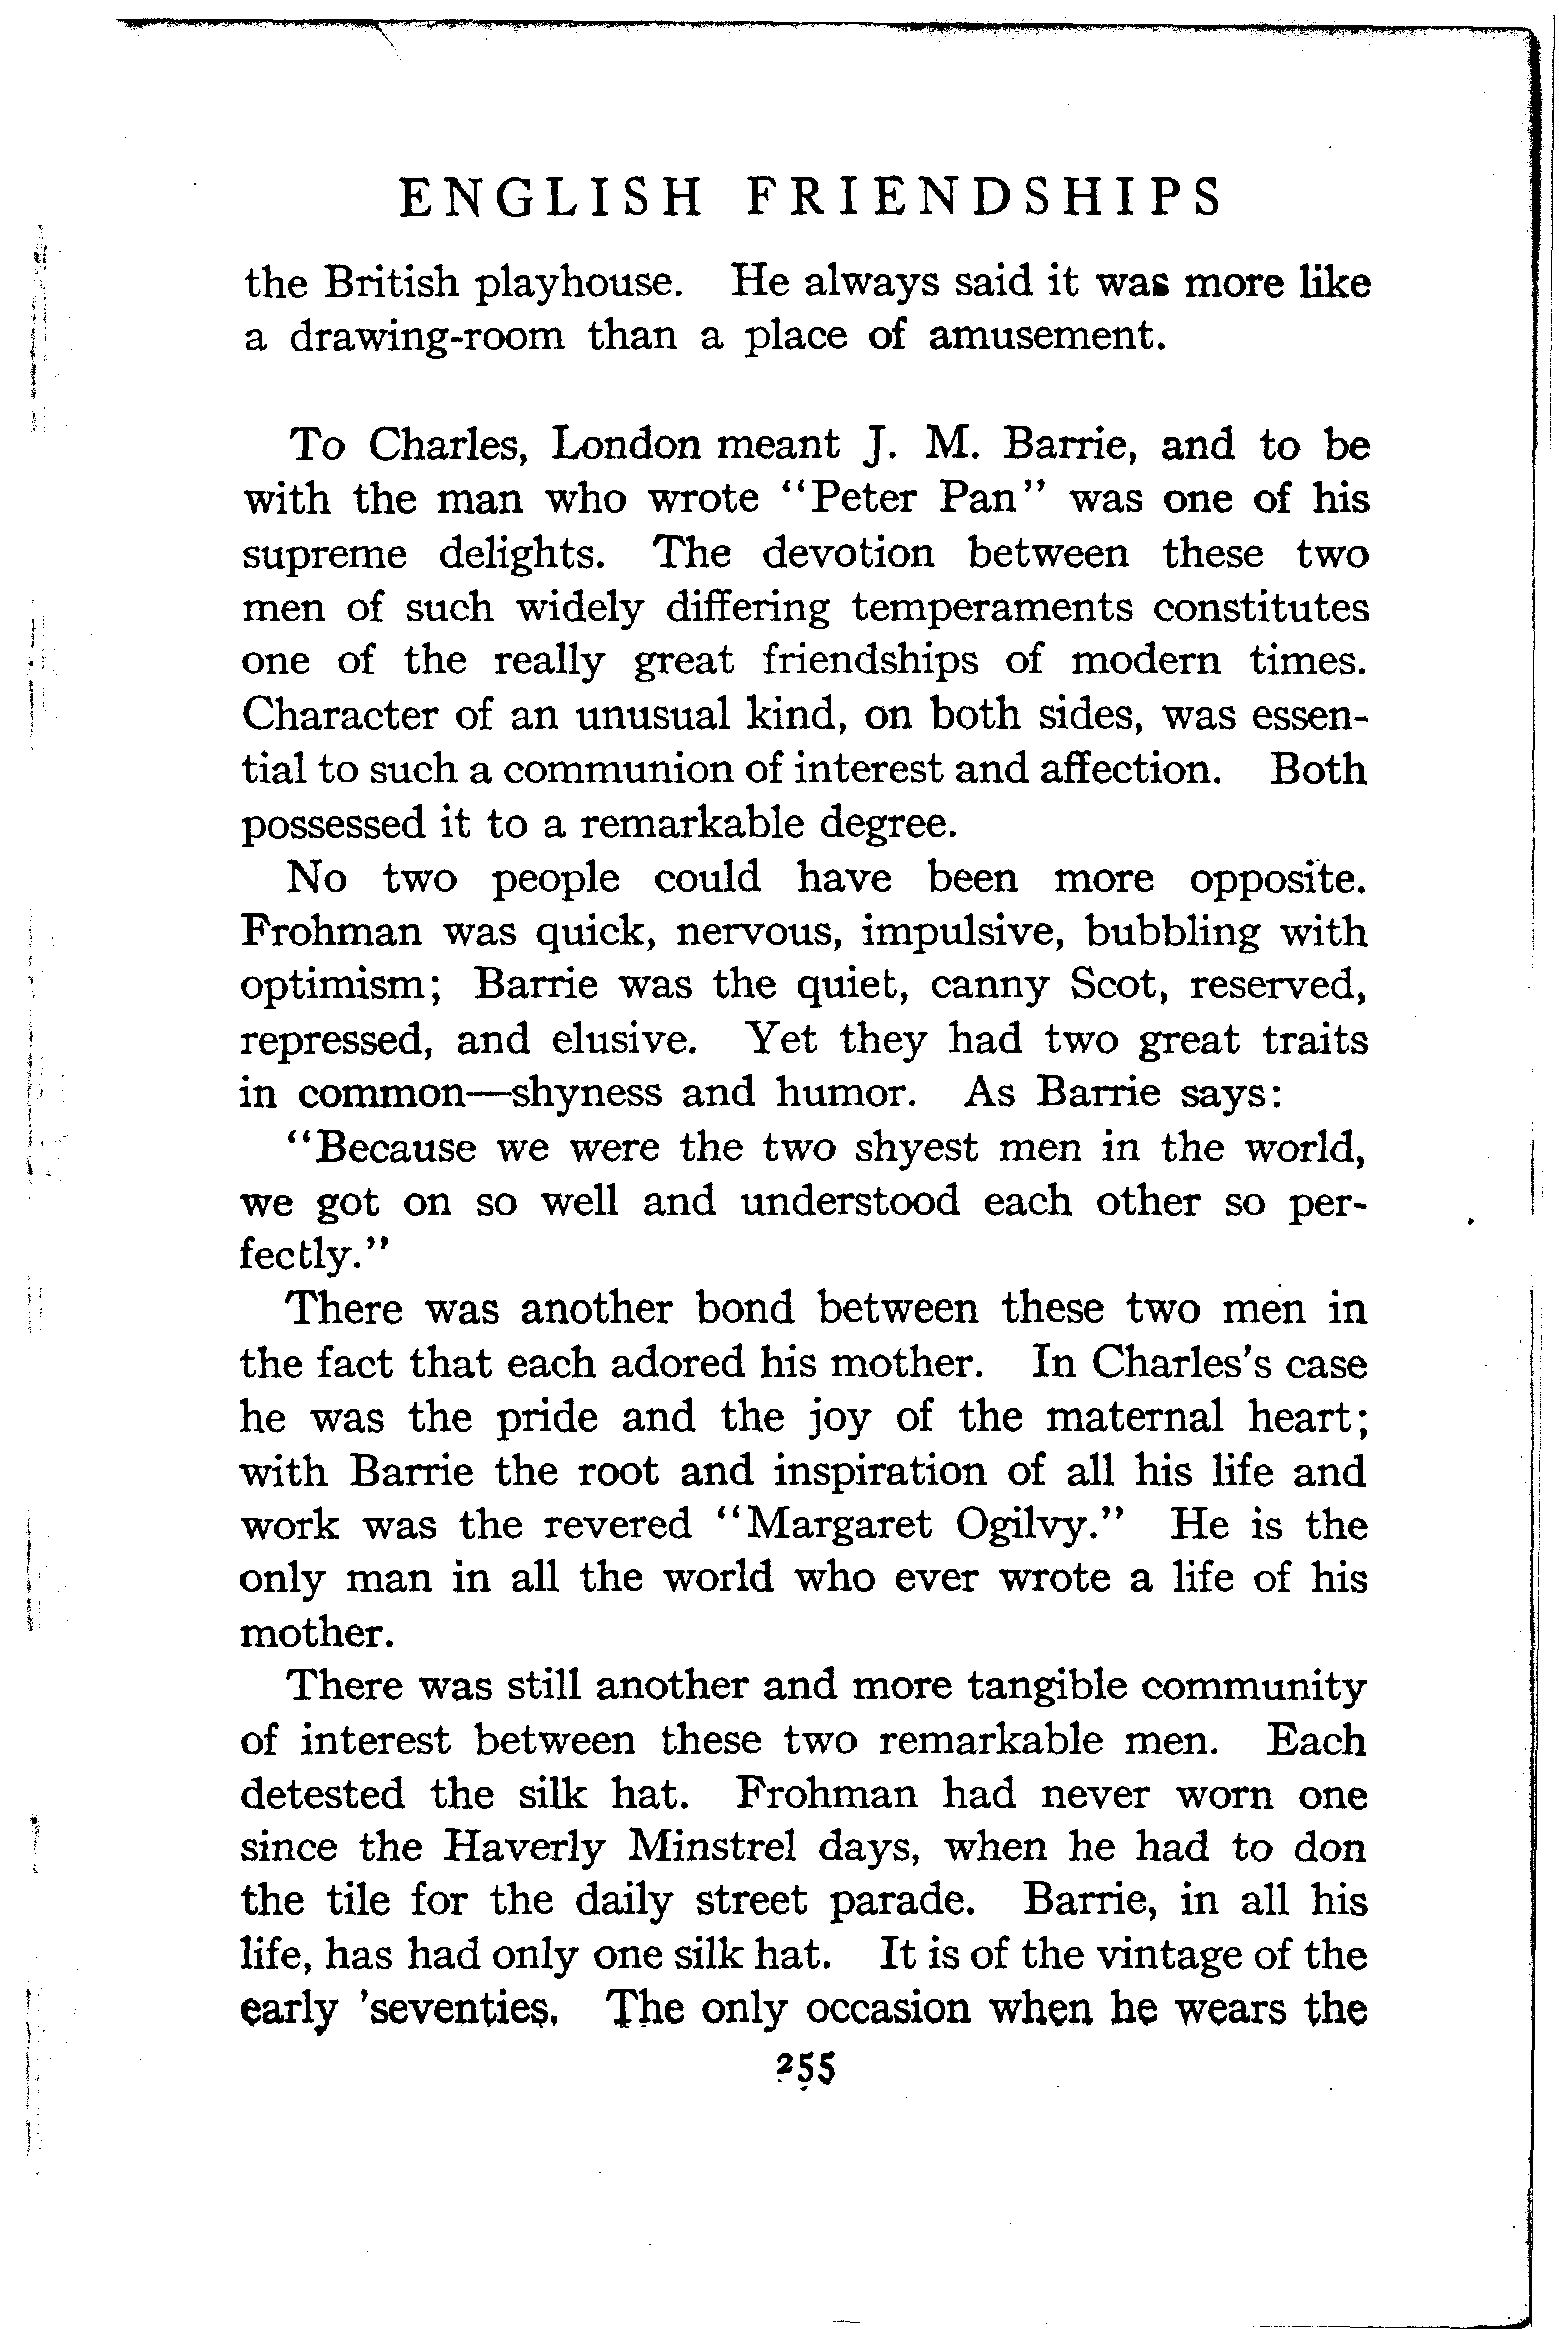 ENGLISH FRIENDSHIPS
the British playhouse. He always said it was more like
a drawing-room than a place of amusement.
To Charles, London meant J. M. Barrie, and to be
with the man who wrote "Peter Pan" was one of his
supreme delights. The devotion between these two
men of such widely differing temperaments constitutes
one of the really great friendships of modern times.
Character of an unusual kind, on both sides, was essen-
tial to such a communion of interest and affection. Both
possessed it to a remarkable degree.
No two people could have been more opposite.
Frohman was quick, nervous, impulsive, bubbling with
optimism; Barrie was the quiet, canny Scot, reserved,
repressed, and elusive. Yet they had two great traits
in common—shyness and humor. As Barrie says:
"Because we were the two shyest men in the world,
we got on so well and understood each other so per-
fectly."
There was another bond between these two men in
the fact that each adored his mother. In Charles's case
he was the pride and the joy of the maternal heart;
with Barrie the root and inspiration of all his life and
work was the revered "Margaret Ogilvy." He is the
only man in all the world who ever wrote a life of his
mother.
There was still another and more tangible community
of interest between these two remarkable men. Each
detested the silk hat. Frohman had never worn one
since the Haverly Minstrel days, when he had to don
the tile for the daily street parade. Barrie, in all his
life, has had only one silk hat. It is of the vintage of the
early 'seventies. The only occasion when he wears the
255